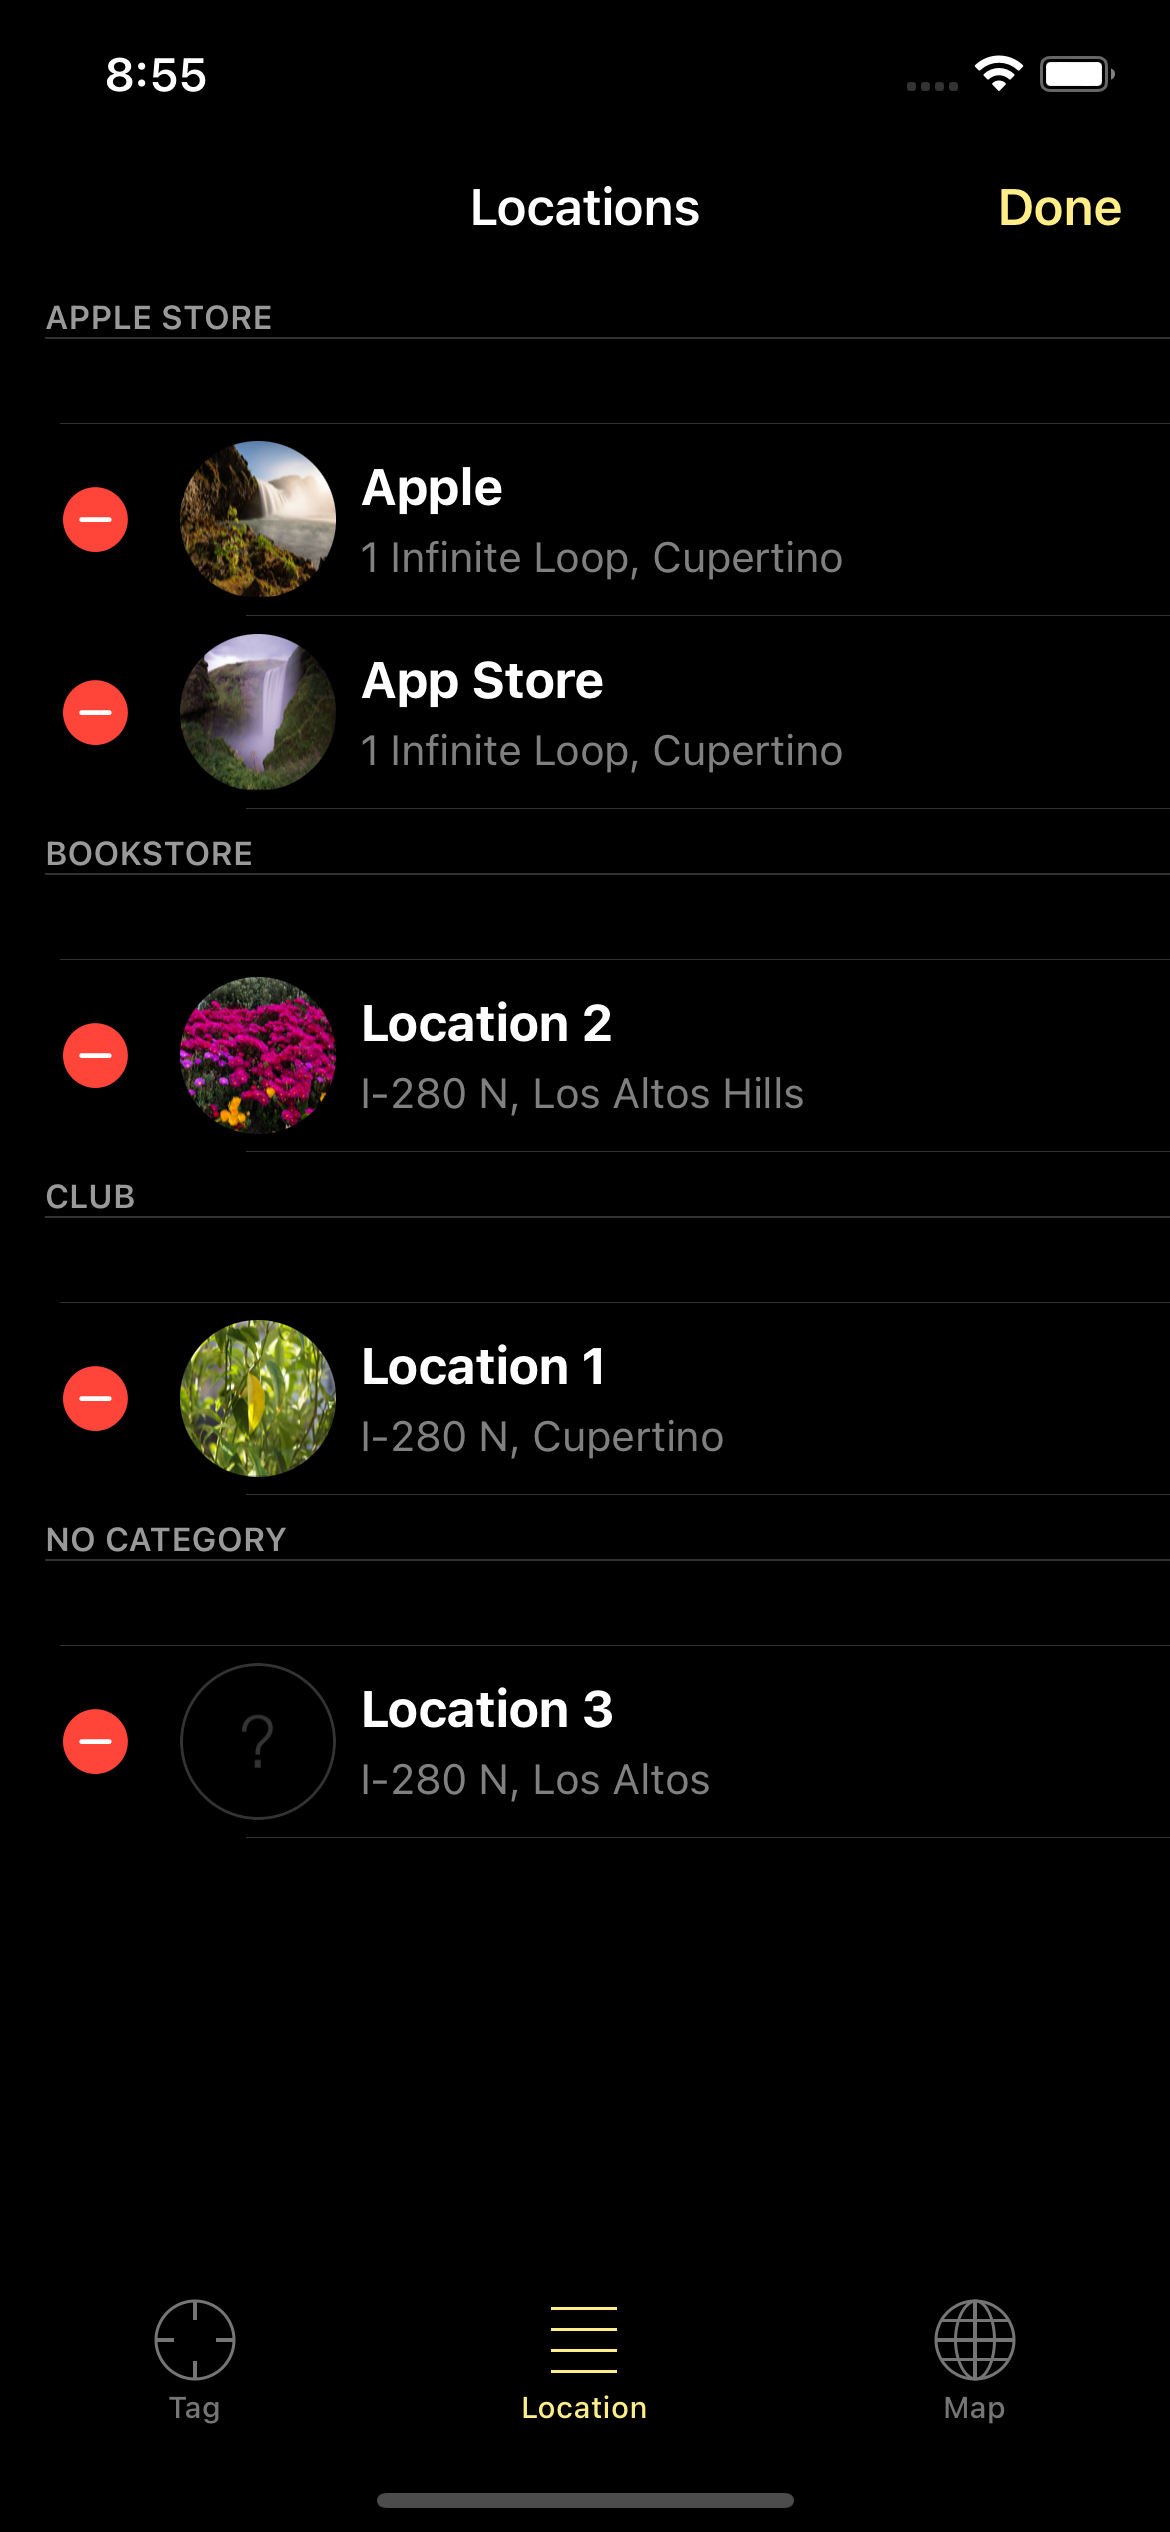 8:55
Locations
Done
APPLE STORE
Apple
1 Infinite Loop, Cupertino
App Store
1 Infinite Loop, Cupertino
BOOKSTORE
Location 2
I-280 N, Los Altos Hills
CLUB
Location 1
I-280 N, Cupertino
NO CATEGORY
?
Location 3
I-280 N, Los Altos
Tag
Location
Map